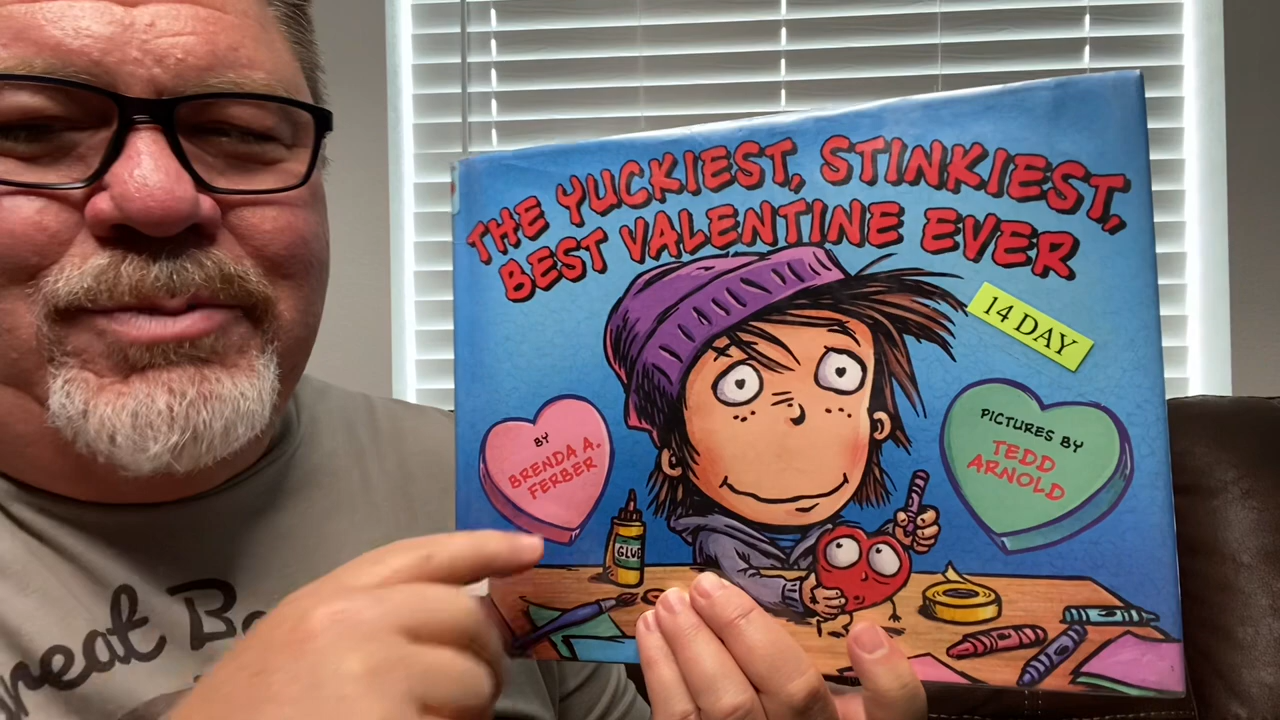 THE YUCKIEST, STINKIEST,
BEST VALENTINE EVER
14 DAY
BY
BRENDA A.
FERBER
PICTURES BY
TEDD
ARNOLD
GLUE